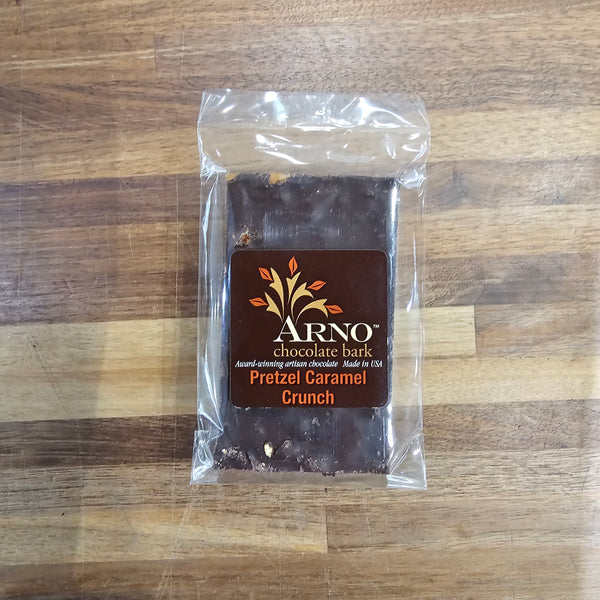 ARNO™
chocolate bark
Award-winning artisan chocolate Made in USA
Pretzel Caramel
Crunch